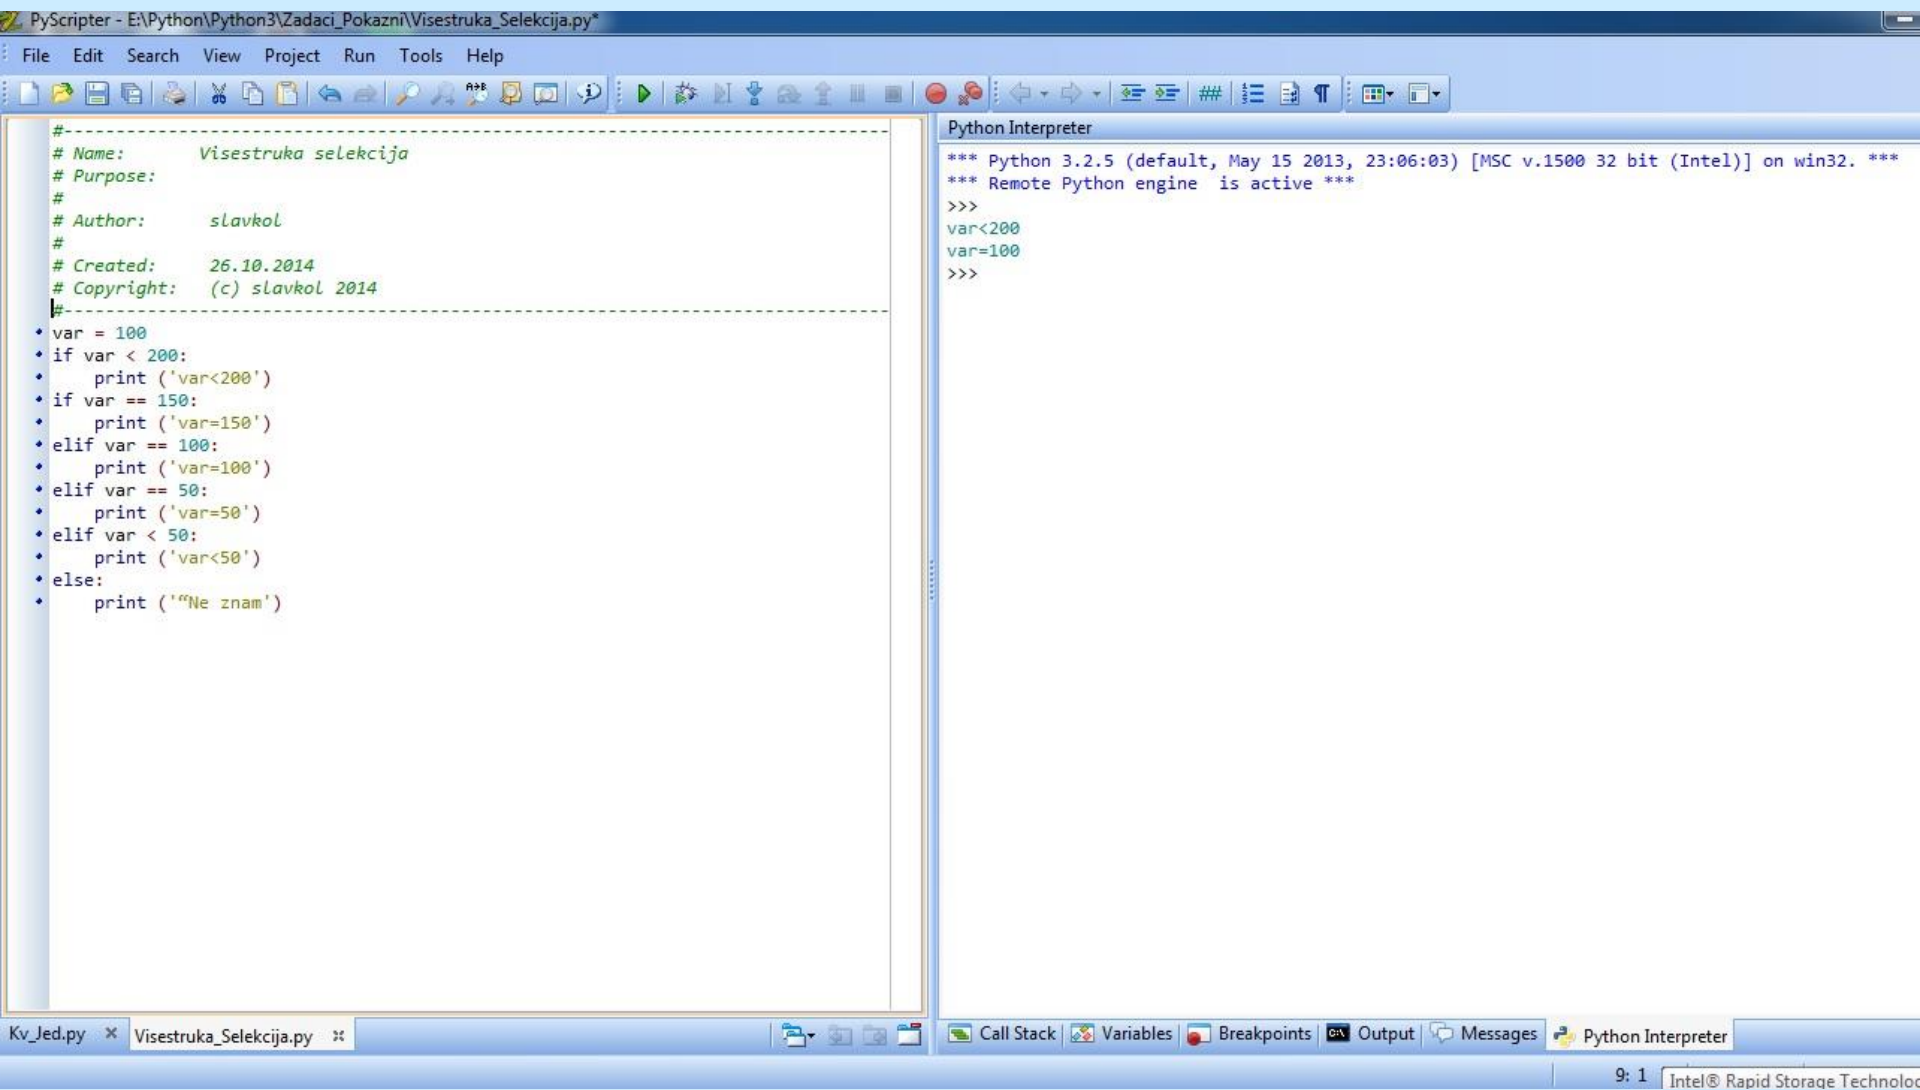 PyScripter - E:\Python\Python3\Zadaci_Pokazni\Visestruka_Selekcija.py*
File Edit Search View Project Run Tools Help
#-------------------------------------------------------------------------------
# Name:       Visestruka selekcija
# Purpose:
#
# Author:      slavkol
#
# Created:     26.10.2014
# Copyright:   (c) slavkol 2014
#-------------------------------------------------------------------------------
var = 100
if var < 200:
    print ('var<200')
if var == 150:
    print ('var=150')
elif var == 100:
    print ('var=100')
elif var == 50:
    print ('var=50')
elif var < 50:
    print ('var<50')
else:
    print ('“Ne znam')
Kv_Jed.py Visestruka_Selekcija.py
Python Interpreter
*** Python 3.2.5 (default, May 15 2013, 23:06:03) [MSC v.1500 32 bit (Intel)] on win32. ***
*** Remote Python engine  is active ***
>>>
var<200
var=100
>>>
Call Stack Variables Breakpoints Output Messages Python Interpreter
9: 1 Intel® Rapid Storage Technolo